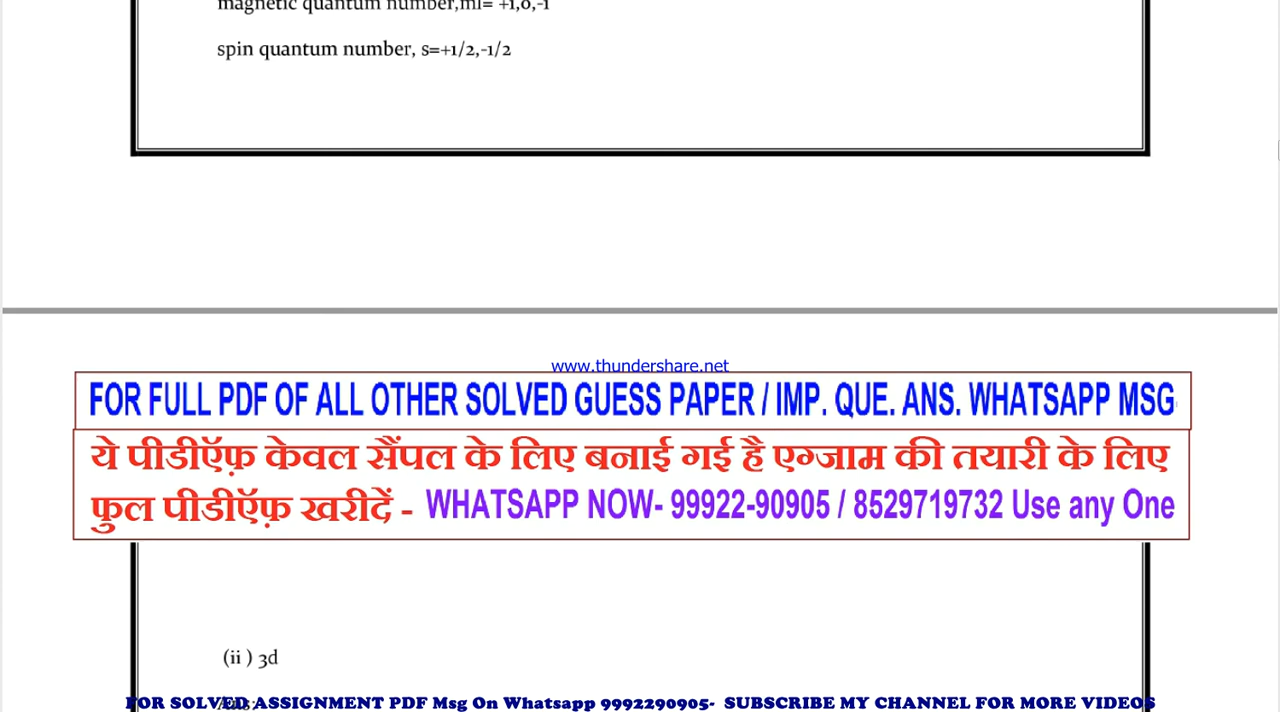 magnetic quantum number,ml= +1,0,-1
spin quantum number, s=+1/2,-1/2
www.thundershare.net
FOR FULL PDF OF ALL OTHER SOLVED GUESS PAPER / IMP. QUE. ANS. WHATSAPP MSG
ये पीडीऍफ़ केवल सैंपल के लिए बनाई गई है एग्जाम की तयारी के लिए
फुल पीडीऍफ़ खरीदें - WHATSAPP NOW- 99922-90905 / 8529719732 Use any One
(ii ) 3d
Ans:
FOR SOLVED ASSIGNMENT PDF Msg On Whatsapp 9992290905- SUBSCRIBE MY CHANNEL FOR MORE VIDEOS